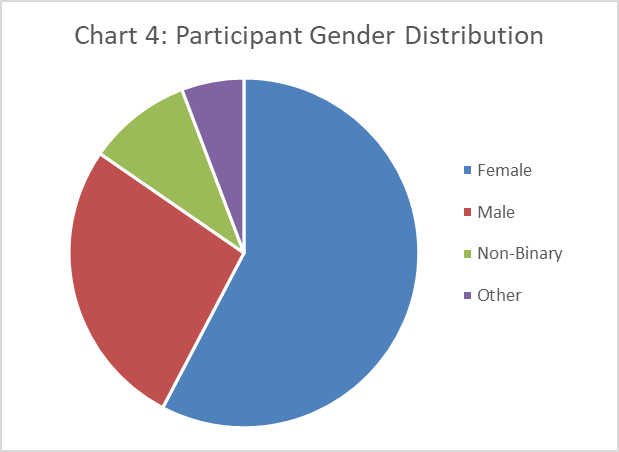 Chart 4: Participant Gender Distribution
Female
Male
Non-Binary
Other